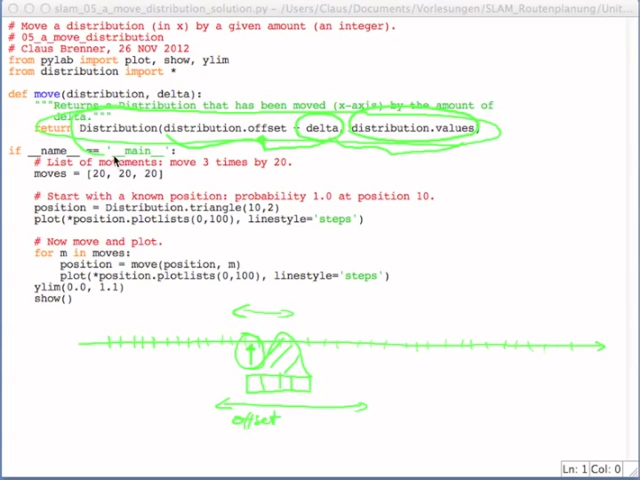 slam_05_a_move_distribution_solution.py – /Users/Claus/Documents/Vorlesungen/SLAM_Routenplanung/Unit...
# Move a distribution (in x) by a given amount (an integer).
# 05_a_move_distribution
# Claus Brenner, 26 NOV 2012
from pylab import plot, show, ylim
from distribution import *
def move(distribution, delta):
"""Returns a Distribution that has been moved (x-axis) by the amount of
delta."""
return Distribution(distribution.offset + delta, distribution.values)
if __name__ == '__main__':
# List of movements: move 3 times by 20.
moves = [20, 20, 20]
# Start with a known position: probability 1.0 at position 10.
position = Distribution.triangle(10,2)
plot(*position.plotlists(0,100), linestyle='steps')
# Now move and plot.
for m in moves:
position = move(position, m)
plot(*position.plotlists(0,100), linestyle='steps')
ylim(0.0, 1.1)
show()
offset
Ln: 1 Col: 0